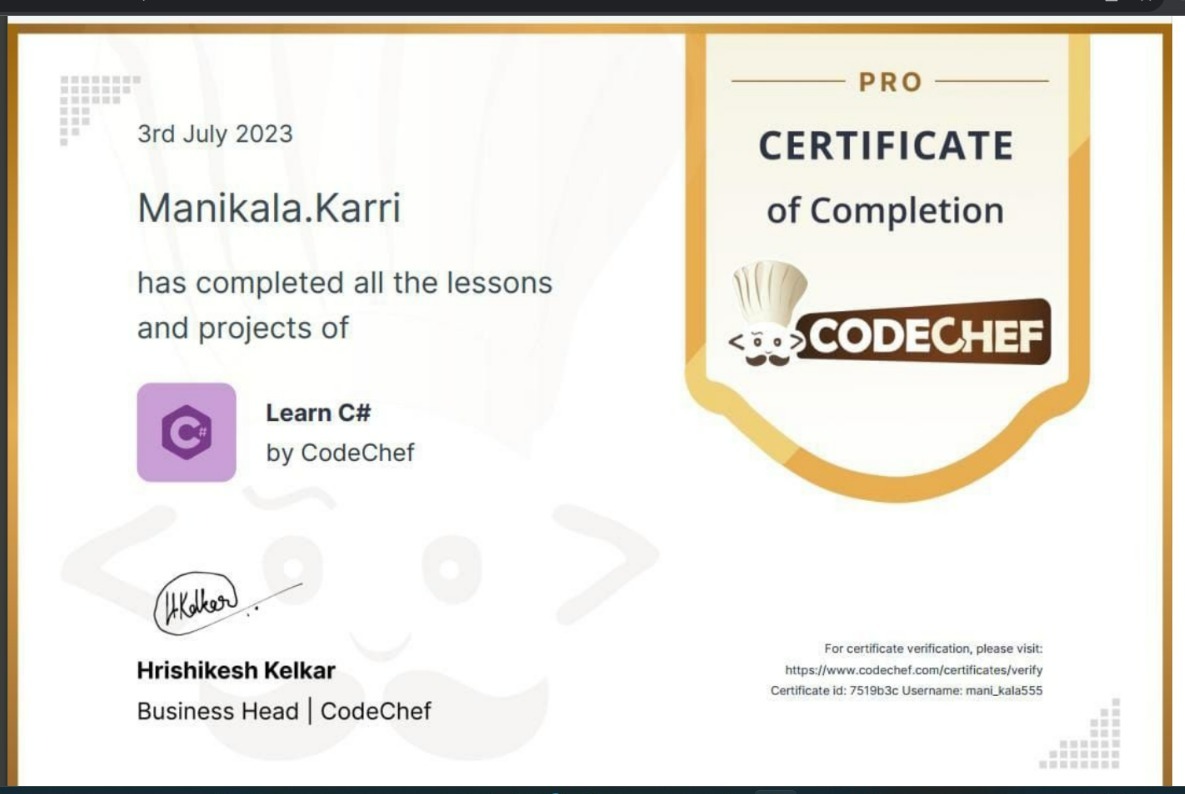 3rd July 2023
Manikala.Karri
has completed all the lessons
and projects of
C#
Learn C#
by CodeChef
HKelkar
Hrishikesh Kelkar
Business Head | CodeChef
PRO
CERTIFICATE
of Completion
CODECHEF
For certificate verification, please visit:
https://www.codechef.com/certificates/verify
Certificate id: 7519b3c Username: mani_kala555